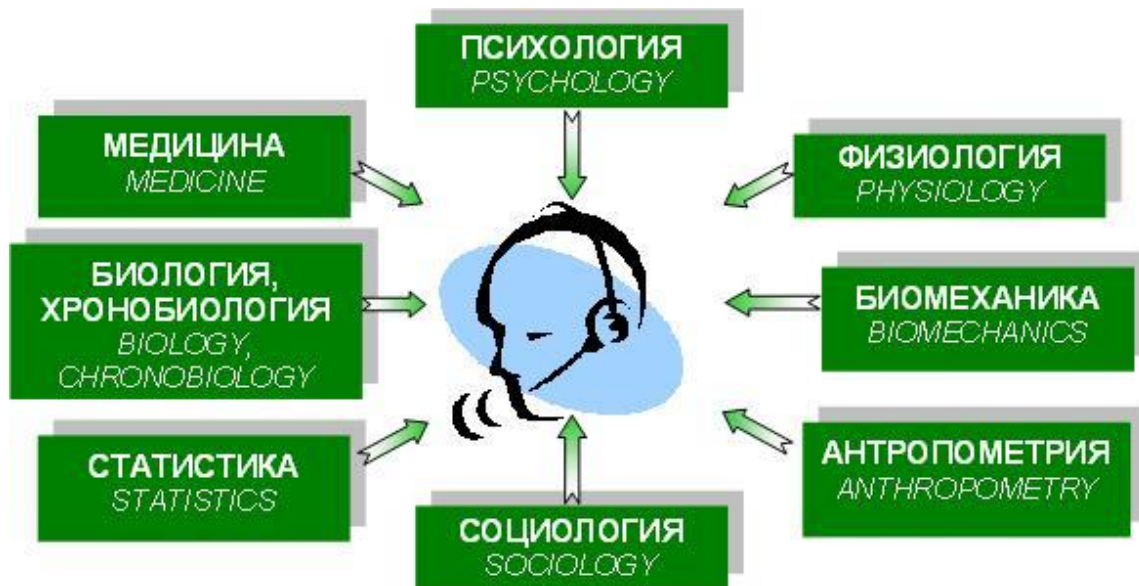 ПСИХОЛОГИЯ
PSYCHOLOGY
МЕДИЦИНА
MEDICINE
ФИЗИОЛОГИЯ
PHYSIOLOGY
БИОЛОГИЯ,
ХРОНОБИОЛОГИЯ
BIOLOGY,
CHRONOBIOLOGY
БИОМЕХАНИКА
BIOMECHANICS
СТАТИСТИКА
STATISTICS
АНТРОПОМЕТРИЯ
ANTHROPOMETRY
СОЦИОЛОГИЯ
SOCIOLOGY